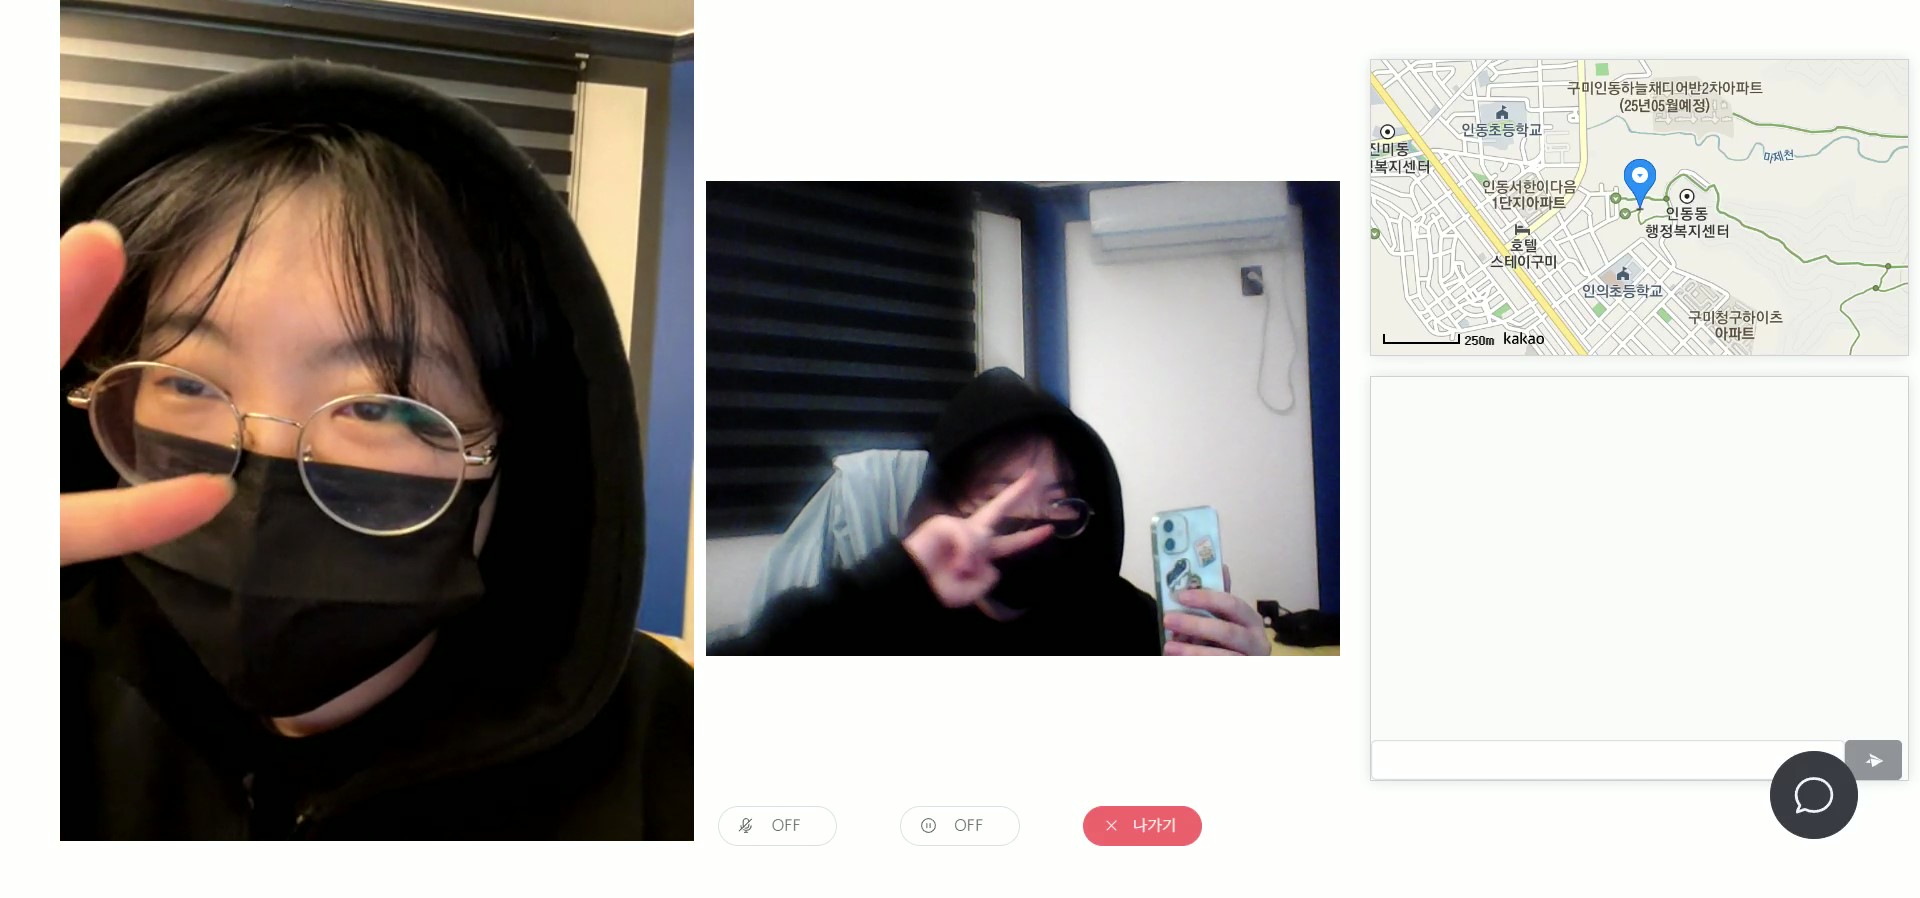 구미인동하늘채디어반2차아파트
(25년05월예정)
인동초등학교
마제천
진미동
복지센터
인동서한이다음
1단지아파트
인동동
행정복지센터
호텔
스테이구미
인의초등학교
구미청구하이츠
아파트
250m kakao
OFF
OFF
나가기